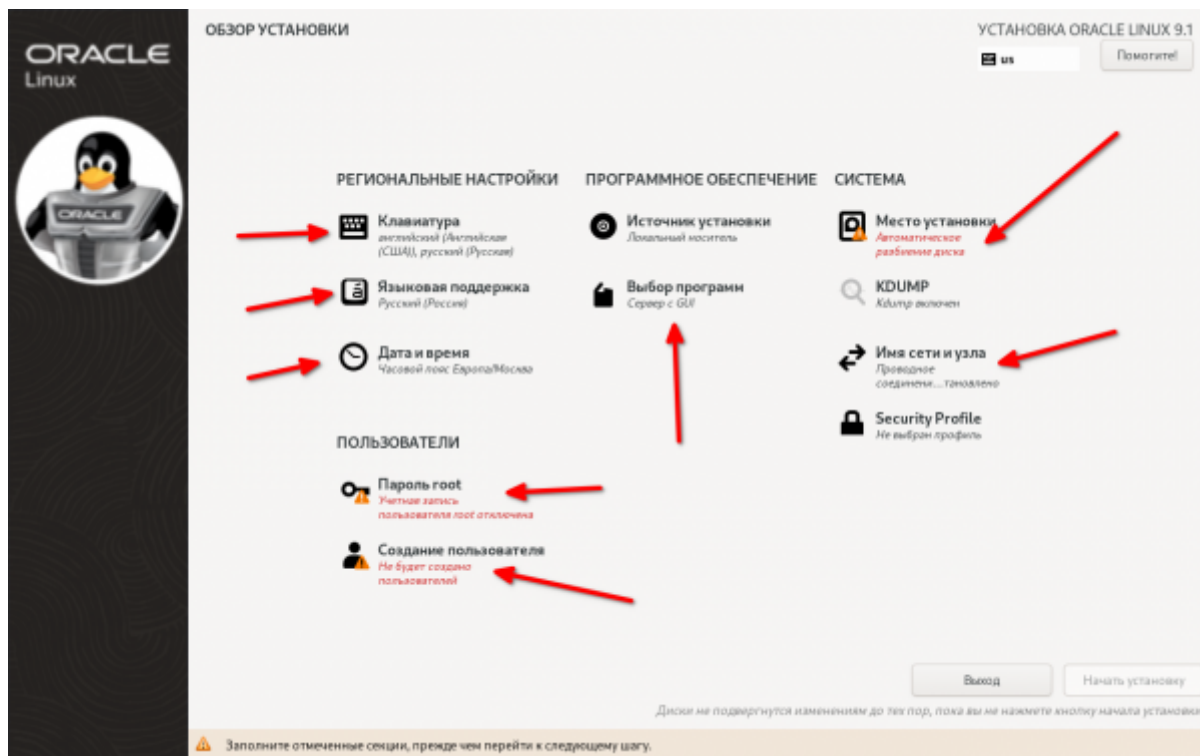 ORACLE
Linux
ORACLE
ОБЗОР УСТАНОВКИ
УСТАНОВКА ORACLE LINUX 9.1
us
Помогите!
РЕГИОНАЛЬНЫЕ НАСТРОЙКИ
Клавиатура
английский (Английская
(США)), русский (Русская)
Языковая поддержка
Русский (Россия)
Дата и время
Часовой пояс Европа/Москва
ПРОГРАММНОЕ ОБЕСПЕЧЕНИЕ
Источник установки
Локальный носитель
Выбор программ
Сервер с GUI
СИСТЕМА
Место установки
Автоматическое
разбиение диска
KDUMP
Kdump включен
Имя сети и узла
Проводное
соединени...тановлено
Security Profile
Не выбран профиль
ПОЛЬЗОВАТЕЛИ
Пароль root
Учетная запись
пользователя root отключена
Создание пользователя
Не будет создано
пользователей
Выход
Начать установку
Диски не подвергнутся изменениям до тех пор, пока вы не нажмете кнопку начала установки
Заполните отмеченные секции, прежде чем перейти к следующему шагу.